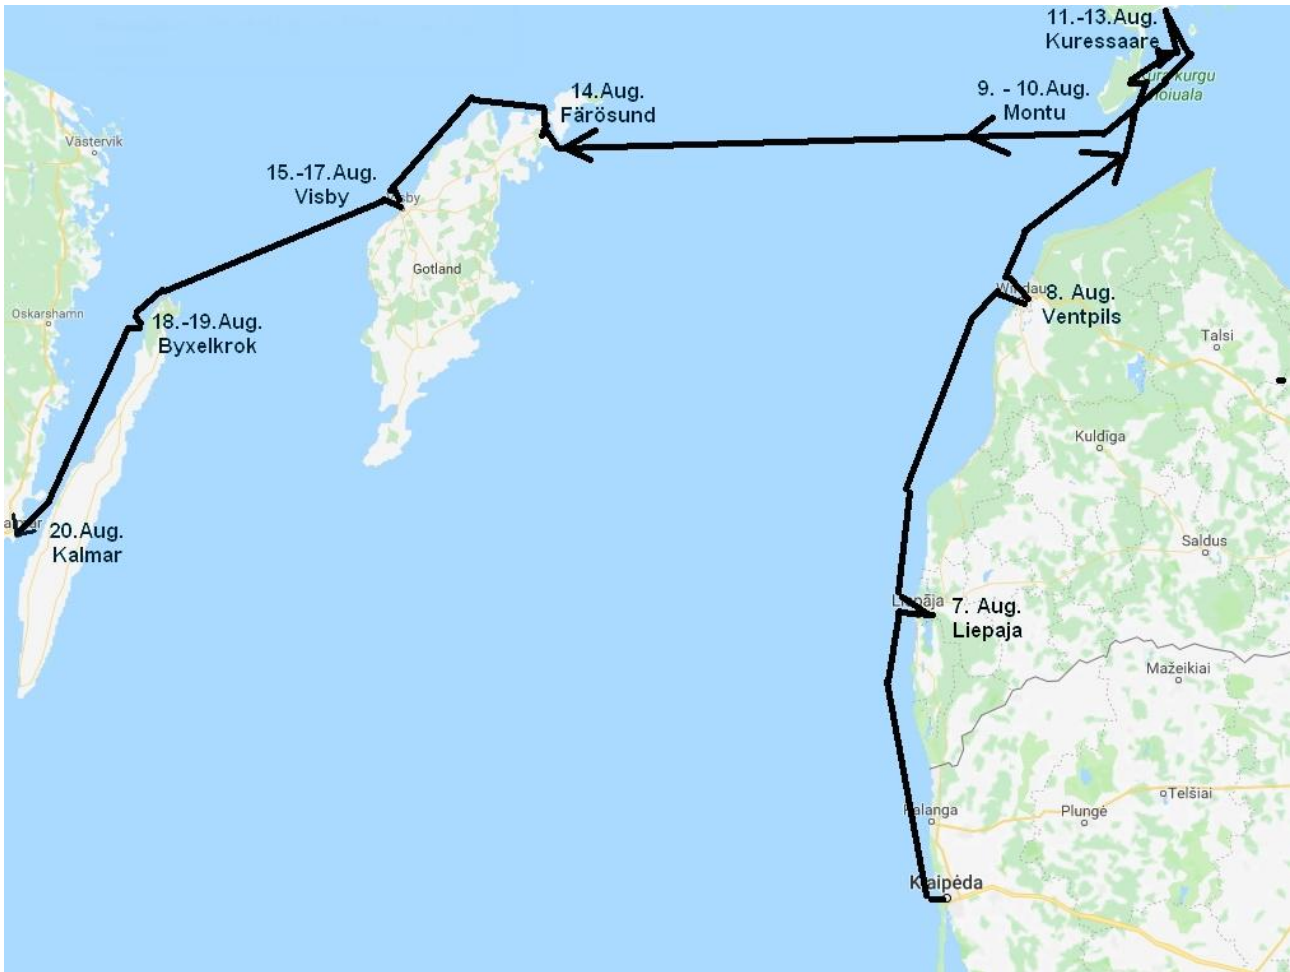 11.-13.Aug.
Kuressaare
9. - 10.Aug.
Montu
kurgu
14.Aug.
Färösund
Västervik
15.-17.Aug.
Visby
Gotland
8. Aug.
Ventpils
Oskarshamn
18.-19.Aug.
Byxelkrok
Talsi
Kuldīga
20.Aug.
Kalmar
Saldus
Liepāja
7. Aug.
Liepaja
Mažeikiai
Telšiai
Palanga
Plungė
Klaipėda